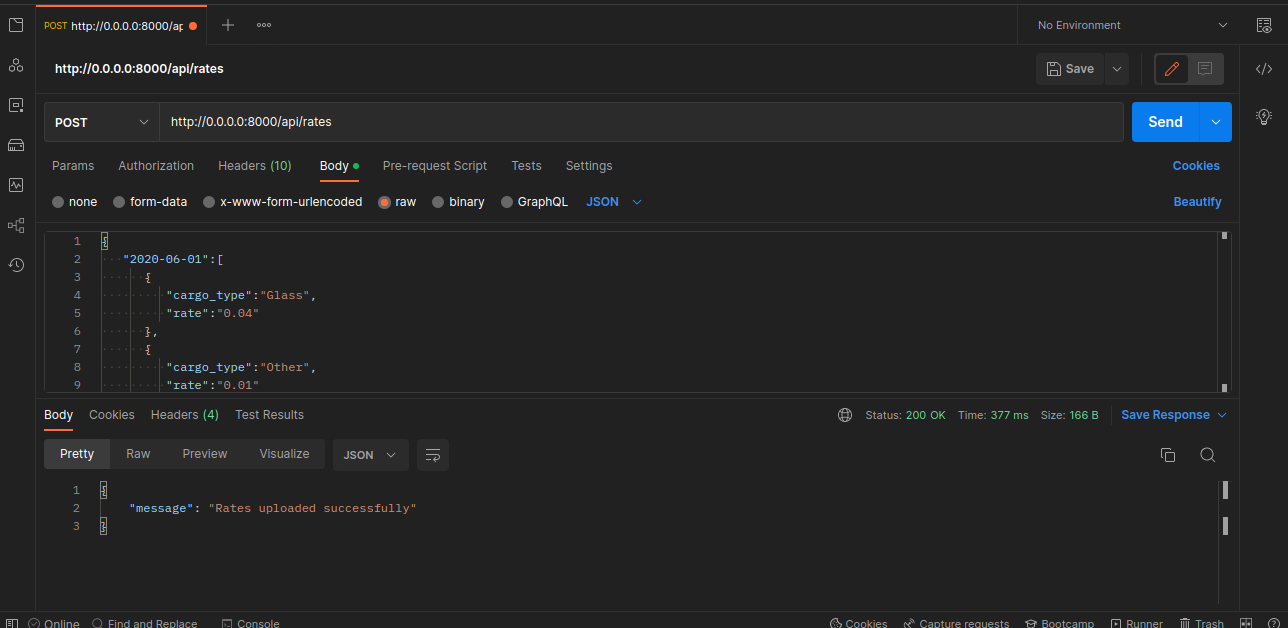 POST http://0.0.0.0:8000/ap
No Environment
http://0.0.0.0:8000/api/rates
Save
POST http://0.0.0.0:8000/api/rates
Send
Params Authorization Headers (10) Body Pre-request Script Tests Settings Cookies
none form-data x-www-form-urlencoded raw binary GraphQL JSON Beautify
1 {
2 "2020-06-01":[
3 {
4 "cargo_type":"Glass",
5 "rate":"0.04"
6 },
7 {
8 "cargo_type":"Other",
9 "rate":"0.01"
Body Cookies Headers (4) Test Results Status: 200 OK Time: 377 ms Size: 166 B Save Response
Pretty Raw Preview Visualize JSON
1 {
2 "message": "Rates uploaded successfully"
3 }
Online Find and Replace Console Cookies Capture requests Bootcamp Runner Trash